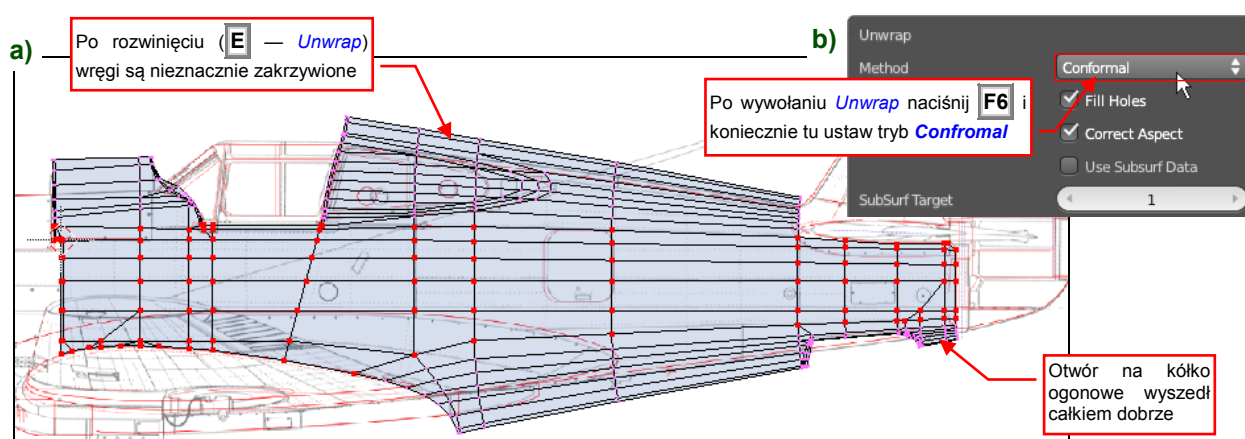 a)
Po rozwinięciu (E — Unwrap)
wręgi są nieznacznie zakrzywione
b)
Unwrap
Method
Conformal
Fill Holes
Correct Aspect
Use Subsurf Data
SubSurf Target
1
Po wywołaniu Unwrap naciśnij F6 i
koniecznie tu ustaw tryb Confromal
Otwór na kółko
ogonowe wyszedł
całkiem dobrze